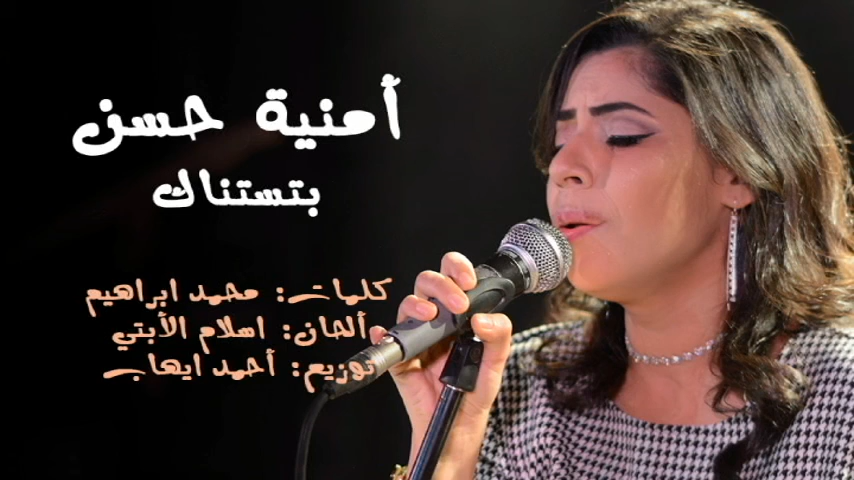 أمنية حسن
بتستناك
كلمات: محمد ابراهيم
ألحان: اسلام الأبتي
توزيع: أحمد ايهاب